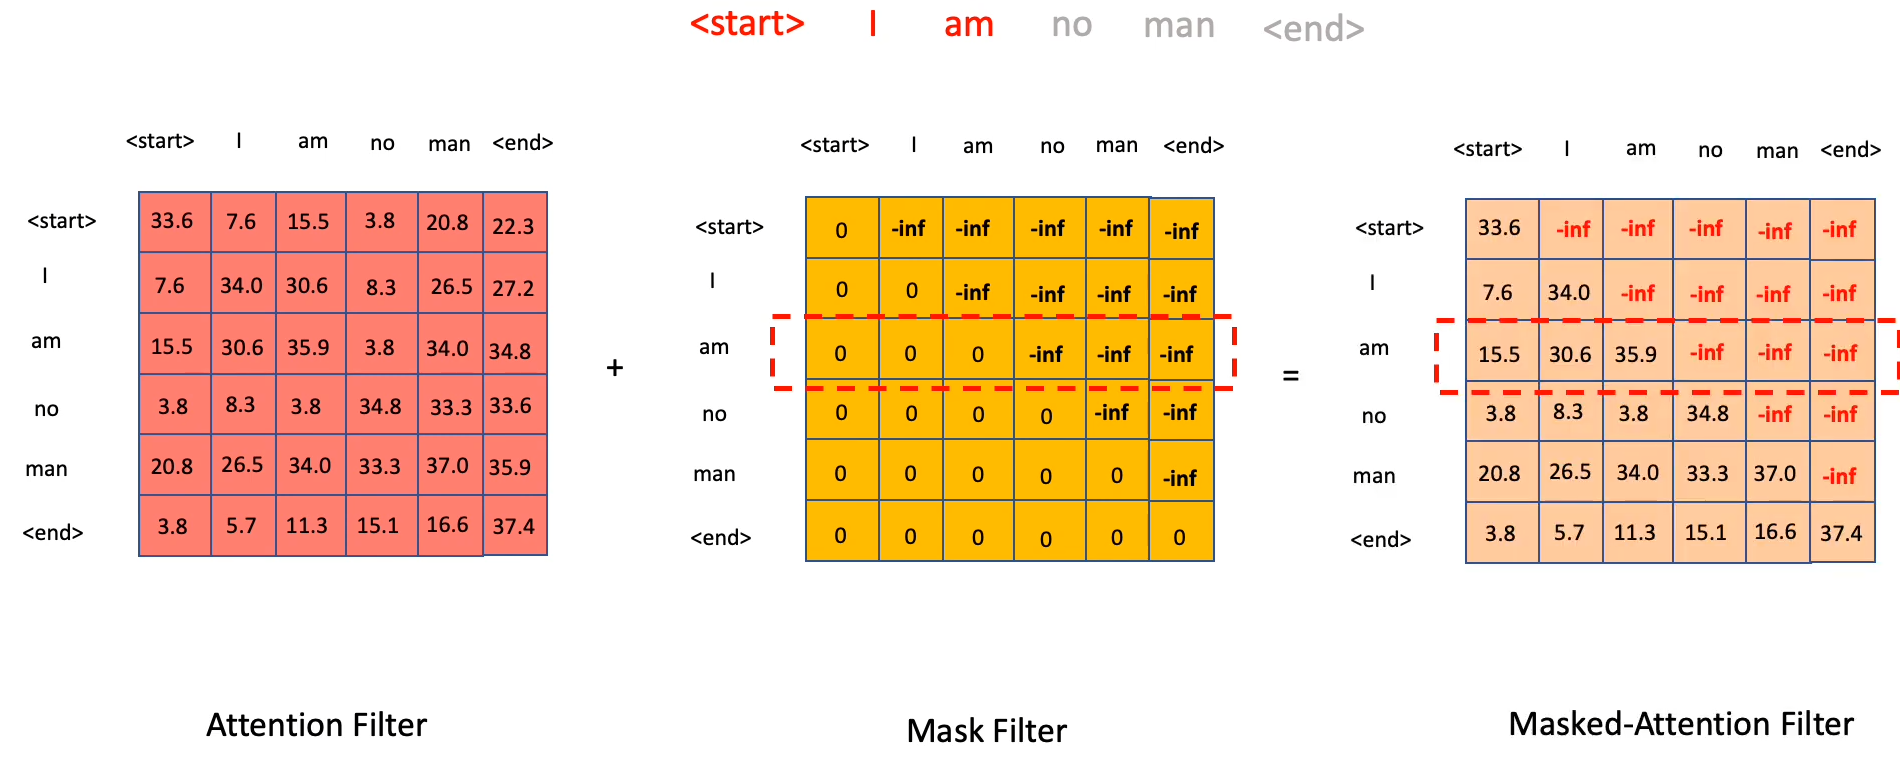 <start> I am no man <end>
<start> I am no man <end>
<start> 33.6 7.6 15.5 3.8 20.8 22.3
I 7.6 34.0 30.6 8.3 26.5 27.2
am 15.5 30.6 35.9 3.8 34.0 34.8
no 3.8 8.3 3.8 34.8 33.3 33.6
man 20.8 26.5 34.0 33.3 37.0 35.9
<end> 3.8 5.7 11.3 15.1 16.6 37.4
Attention Filter
+
<start> I am no man <end>
<start> 0 -inf -inf -inf -inf -inf
I 0 0 -inf -inf -inf -inf
am 0 0 0 -inf -inf -inf
no 0 0 0 0 -inf -inf
man 0 0 0 0 0 -inf
<end> 0 0 0 0 0 0
Mask Filter
=
<start> I am no man <end>
<start> 33.6 -inf -inf -inf -inf -inf
I 7.6 34.0 -inf -inf -inf -inf
am 15.5 30.6 35.9 -inf -inf -inf
no 3.8 8.3 3.8 34.8 -inf -inf
man 20.8 26.5 34.0 33.3 37.0 -inf
<end> 3.8 5.7 11.3 15.1 16.6 37.4
Masked-Attention Filter